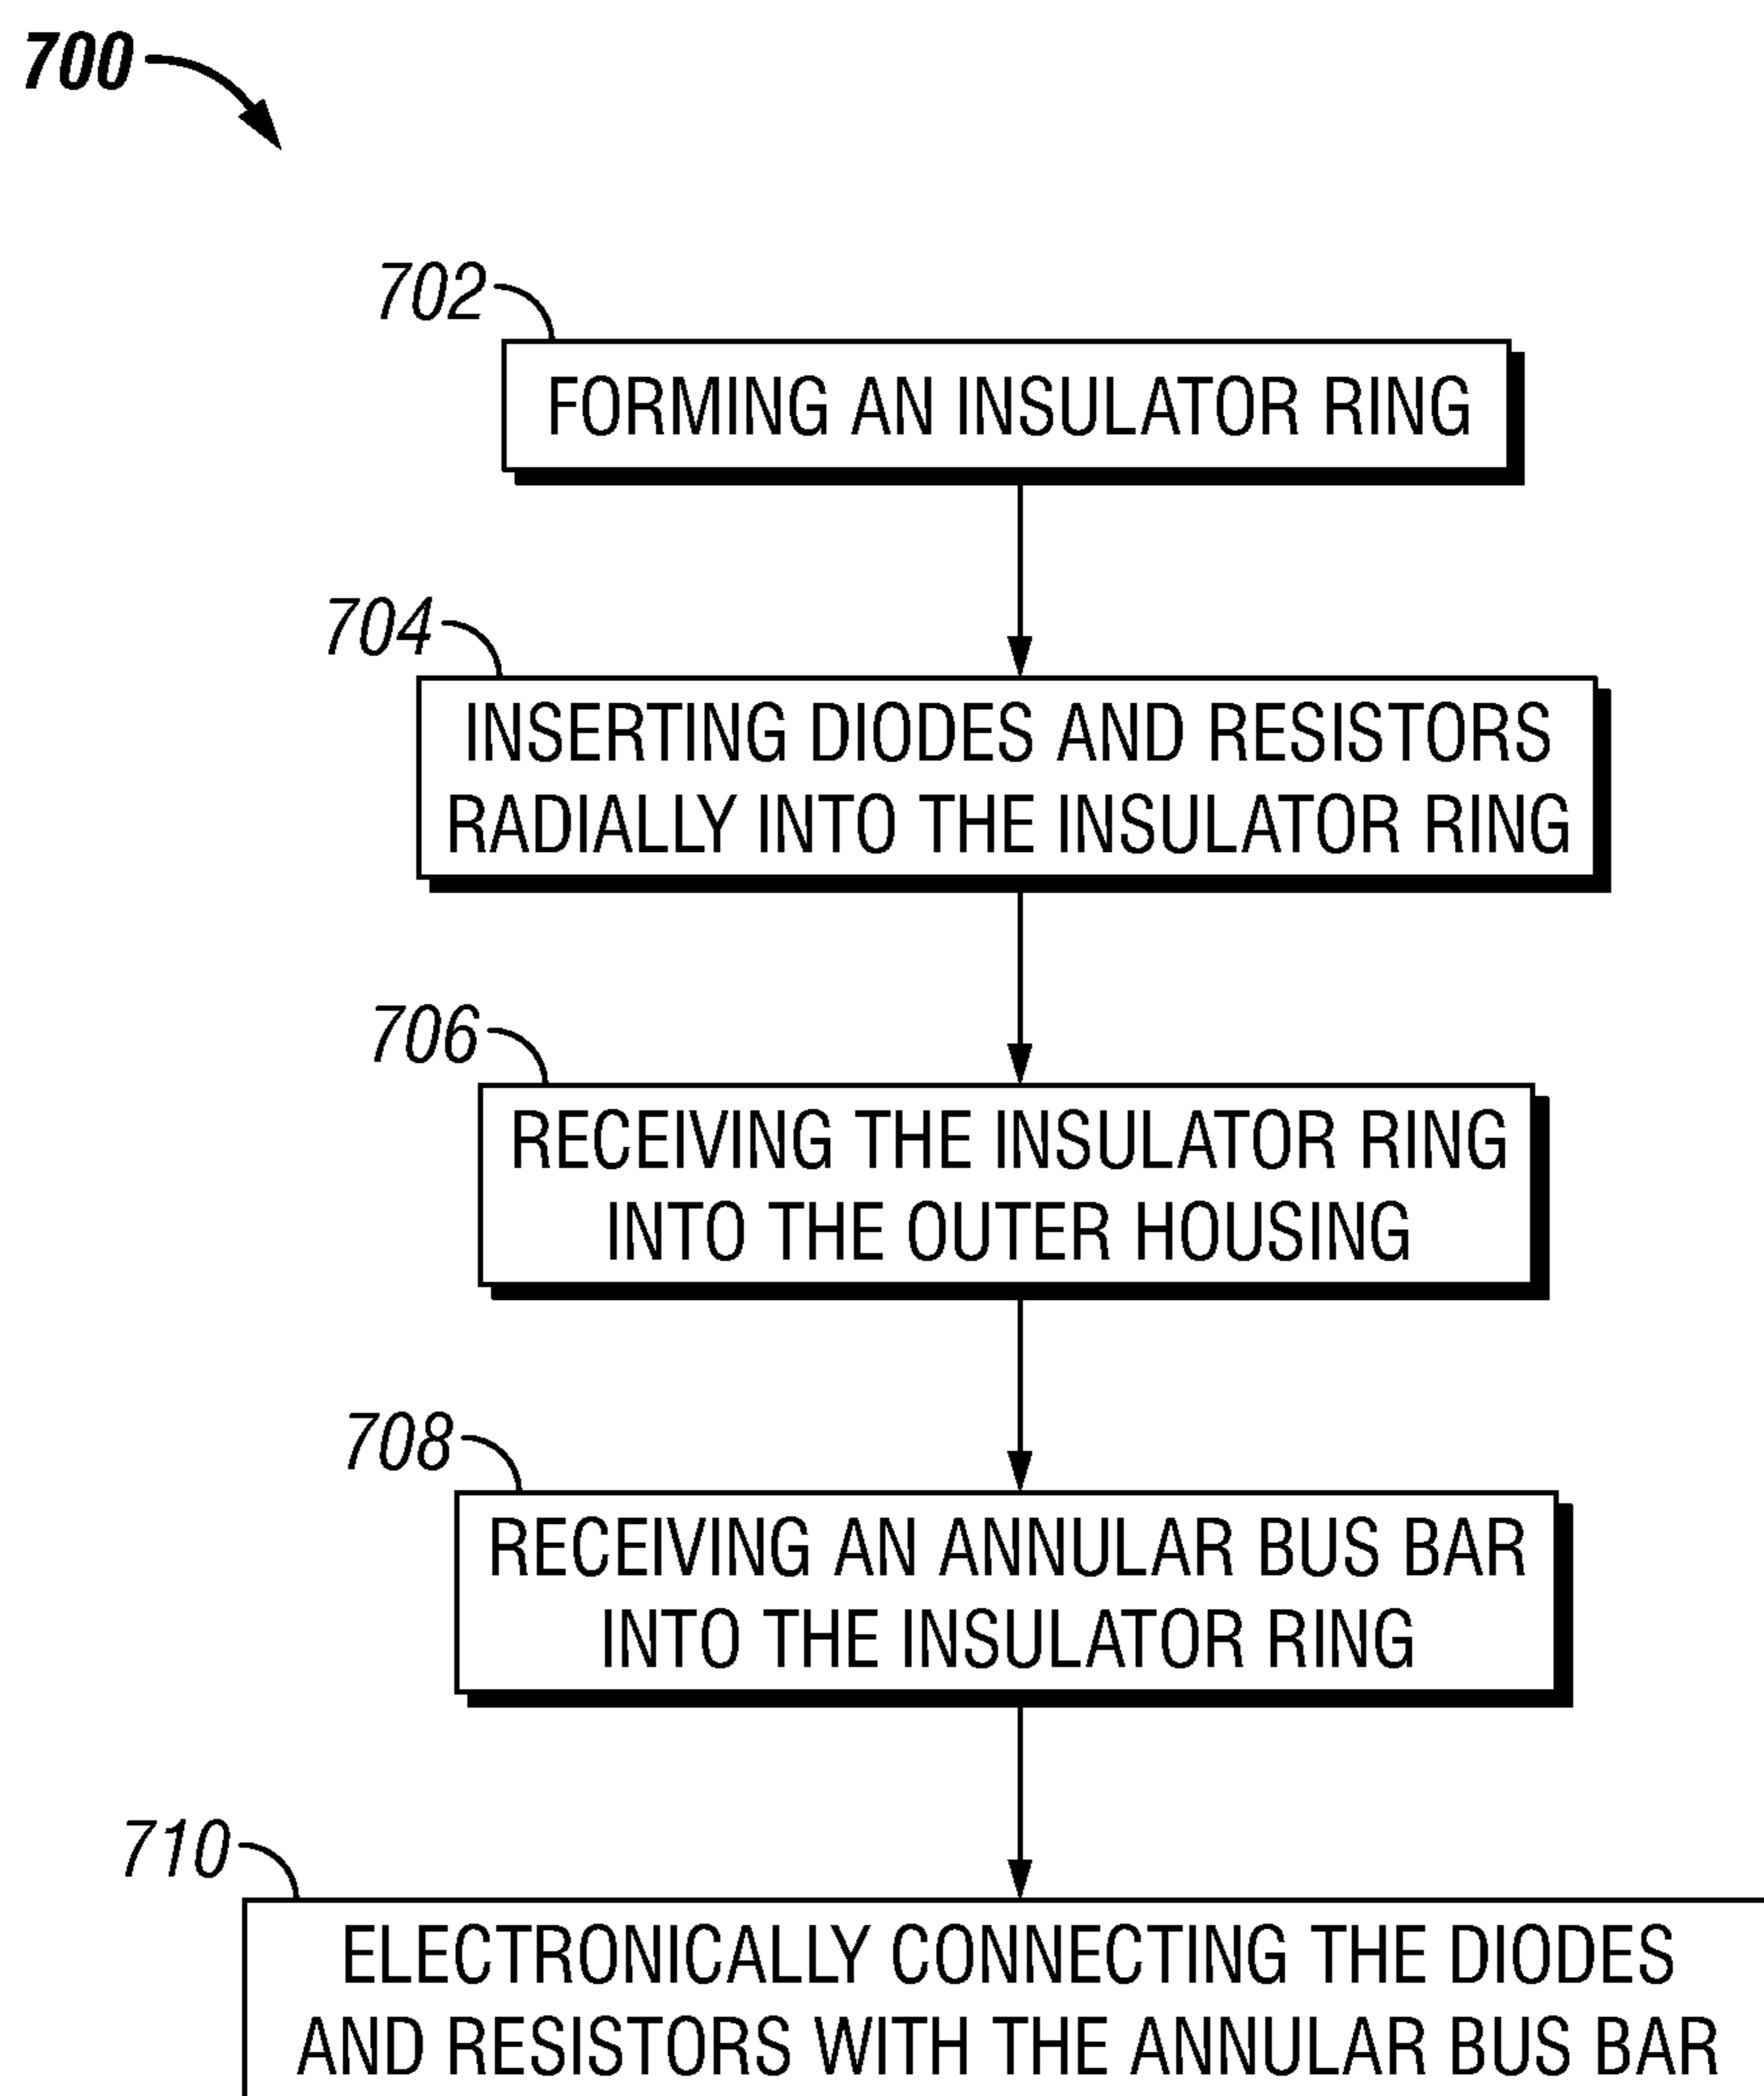 700
702
FORMING AN INSULATOR RING
704
INSERTING DIODES AND RESISTORS
RADIALLY INTO THE INSULATOR RING
706
RECEIVING THE INSULATOR RING
INTO THE OUTER HOUSING
708
RECEIVING AN ANNULAR BUS BAR
INTO THE INSULATOR RING
710
ELECTRONICALLY CONNECTING THE DIODES
AND RESISTORS WITH THE ANNULAR BUS BAR